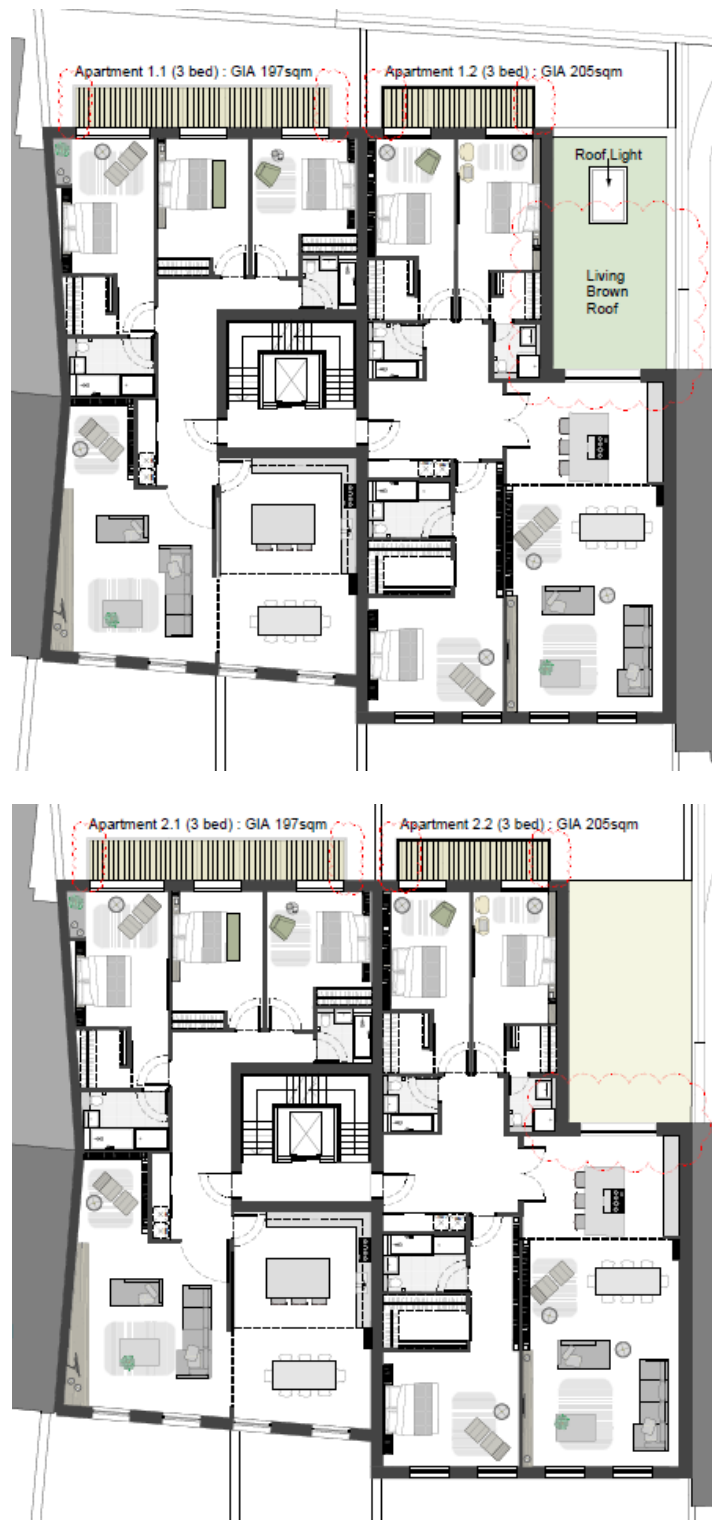 Apartment 1.1 (3 bed) : GIA 197sqm
Apartment 1.2 (3 bed) : GIA 205sqm
Roof Light
Living
Brown
Roof
Apartment 2.1 (3 bed) : GIA 197sqm
Apartment 2.2 (3 bed) : GIA 205sqm